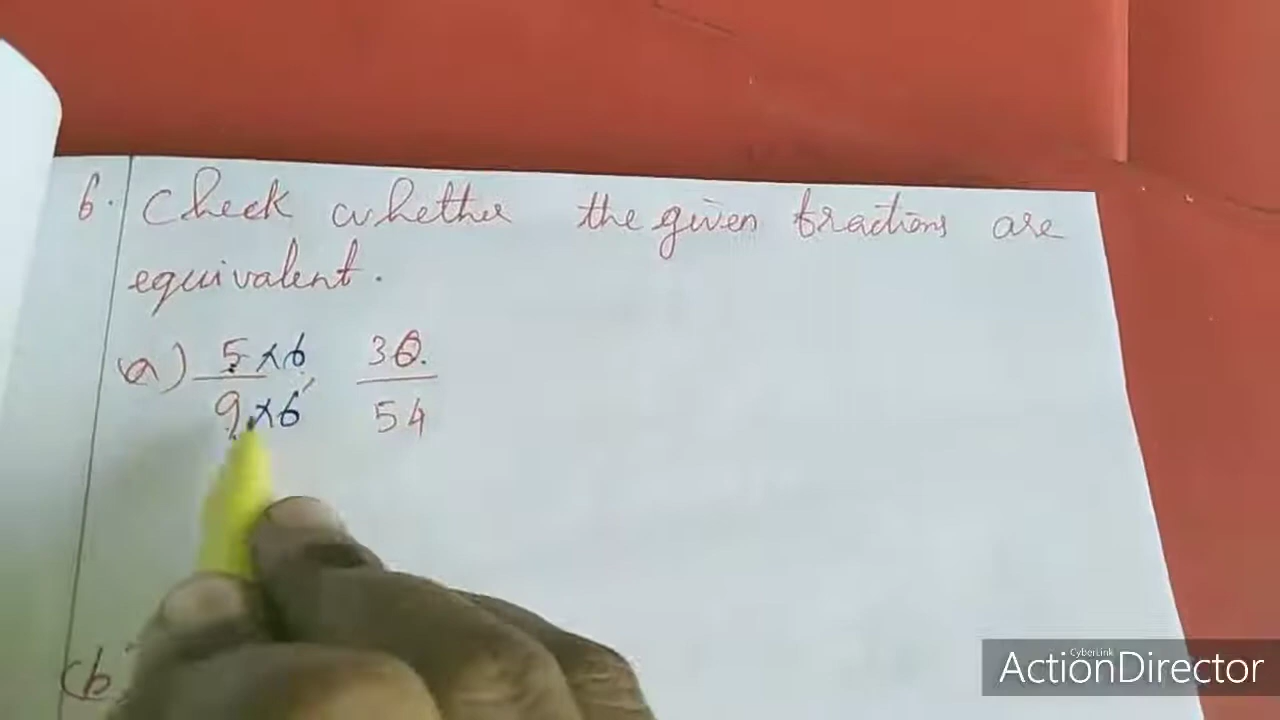 6. Check whether the given fractions are
equivalent.
(a) 5×6 30.
9×6 54
(b
CyberLink
ActionDirector